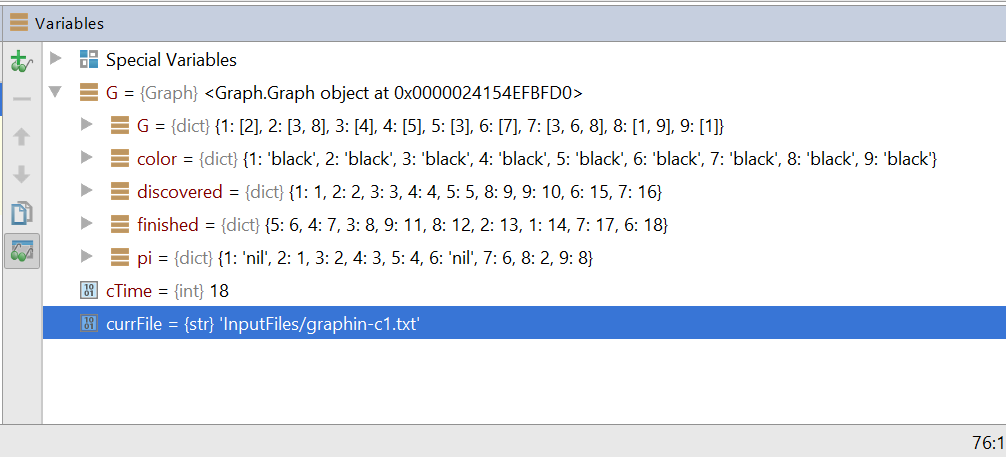 Variables
Special Variables
G = {Graph} <Graph.Graph object at 0x0000024154EFBFD0>
G = {dict} {1: [2], 2: [3, 8], 3: [4], 4: [5], 5: [3], 6: [7], 7: [3, 6, 8], 8: [1, 9], 9: [1]}
color = {dict} {1: 'black', 2: 'black', 3: 'black', 4: 'black', 5: 'black', 6: 'black', 7: 'black', 8: 'black', 9: 'black'}
discovered = {dict} {1: 1, 2: 2, 3: 3, 4: 4, 5: 5, 8: 9, 9: 10, 6: 15, 7: 16}
finished = {dict} {5: 6, 4: 7, 3: 8, 9: 11, 8: 12, 2: 13, 1: 14, 7: 17, 6: 18}
pi = {dict} {1: 'nil', 2: 1, 3: 2, 4: 3, 5: 4, 6: 'nil', 7: 6, 8: 2, 9: 8}
10 01 cTime = {int} 18
10 01 currFile = {str} 'InputFiles/graphin-c1.txt'
76:1